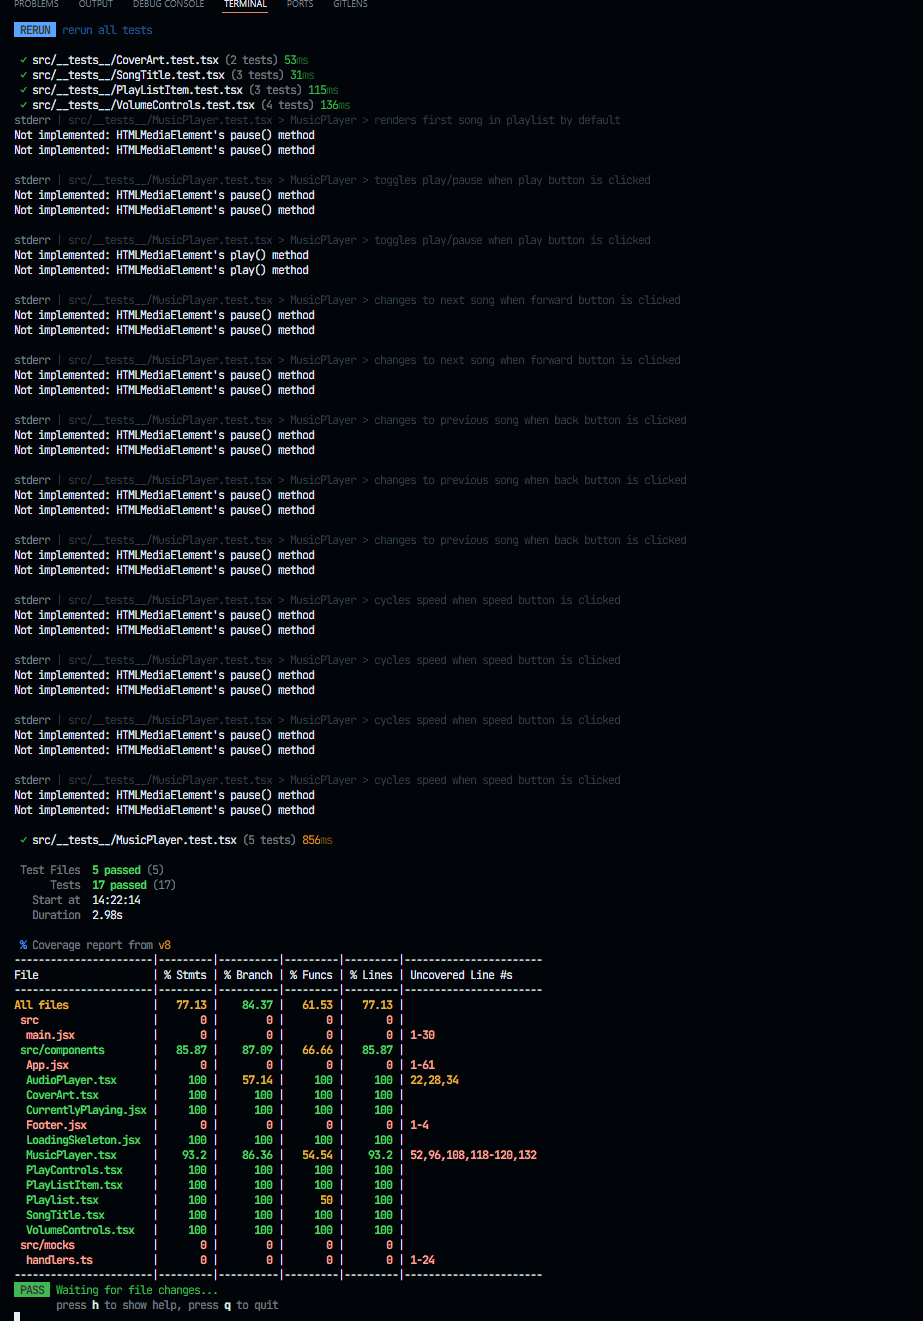 PROBLEMS OUTPUT DEBUG CONSOLE TERMINAL PORTS GITLENS
RERUN rerun all tests
✓ src/__tests__/CoverArt.test.tsx (2 tests) 53ms
✓ src/__tests__/SongTitle.test.tsx (3 tests) 31ms
✓ src/__tests__/PlayListItem.test.tsx (3 tests) 115ms
✓ src/__tests__/VolumeControls.test.tsx (4 tests) 136ms
stderr | src/__tests__/MusicPlayer.test.tsx > MusicPlayer > renders first song in playlist by default
Not implemented: HTMLMediaElement's pause() method
Not implemented: HTMLMediaElement's pause() method
stderr | src/__tests__/MusicPlayer.test.tsx > MusicPlayer > toggles play/pause when play button is clicked
Not implemented: HTMLMediaElement's pause() method
Not implemented: HTMLMediaElement's pause() method
stderr | src/__tests__/MusicPlayer.test.tsx > MusicPlayer > toggles play/pause when play button is clicked
Not implemented: HTMLMediaElement's play() method
Not implemented: HTMLMediaElement's play() method
stderr | src/__tests__/MusicPlayer.test.tsx > MusicPlayer > changes to next song when forward button is clicked
Not implemented: HTMLMediaElement's pause() method
Not implemented: HTMLMediaElement's pause() method
stderr | src/__tests__/MusicPlayer.test.tsx > MusicPlayer > changes to next song when forward button is clicked
Not implemented: HTMLMediaElement's pause() method
Not implemented: HTMLMediaElement's pause() method
stderr | src/__tests__/MusicPlayer.test.tsx > MusicPlayer > changes to previous song when back button is clicked
Not implemented: HTMLMediaElement's pause() method
Not implemented: HTMLMediaElement's pause() method
stderr | src/__tests__/MusicPlayer.test.tsx > MusicPlayer > changes to previous song when back button is clicked
Not implemented: HTMLMediaElement's pause() method
Not implemented: HTMLMediaElement's pause() method
stderr | src/__tests__/MusicPlayer.test.tsx > MusicPlayer > changes to previous song when back button is clicked
Not implemented: HTMLMediaElement's pause() method
Not implemented: HTMLMediaElement's pause() method
stderr | src/__tests__/MusicPlayer.test.tsx > MusicPlayer > cycles speed when speed button is clicked
Not implemented: HTMLMediaElement's pause() method
Not implemented: HTMLMediaElement's pause() method
stderr | src/__tests__/MusicPlayer.test.tsx > MusicPlayer > cycles speed when speed button is clicked
Not implemented: HTMLMediaElement's pause() method
Not implemented: HTMLMediaElement's pause() method
stderr | src/__tests__/MusicPlayer.test.tsx > MusicPlayer > cycles speed when speed button is clicked
Not implemented: HTMLMediaElement's pause() method
Not implemented: HTMLMediaElement's pause() method
stderr | src/__tests__/MusicPlayer.test.tsx > MusicPlayer > cycles speed when speed button is clicked
Not implemented: HTMLMediaElement's pause() method
Not implemented: HTMLMediaElement's pause() method
✓ src/__tests__/MusicPlayer.test.tsx (5 tests) 856ms
Test Files 5 passed (5)
Tests 17 passed (17)
Start at 14:22:14
Duration 2.98s
% Coverage report from v8
-----------------------|---------|----------|---------|---------|-----------------------
File | % Stmts | % Branch | % Funcs | % Lines | Uncovered Line #s
-----------------------|---------|----------|---------|---------|-----------------------
All files | 77.13 | 84.37 | 61.53 | 77.13 |
src | 0 | 0 | 0 | 0 |
main.jsx | 0 | 0 | 0 | 0 | 1-30
src/components | 85.87 | 87.09 | 66.66 | 85.87 |
App.jsx | 0 | 0 | 0 | 0 | 1-61
AudioPlayer.tsx | 100 | 57.14 | 100 | 100 | 22,28,34
CoverArt.tsx | 100 | 100 | 100 | 100 |
CurrentlyPlaying.jsx | 100 | 100 | 100 | 100 |
Footer.jsx | 0 | 0 | 0 | 0 | 1-4
LoadingSkeleton.jsx | 100 | 100 | 100 | 100 |
MusicPlayer.tsx | 93.2 | 86.36 | 54.54 | 93.2 | 52,96,108,118-120,132
PlayControls.tsx | 100 | 100 | 100 | 100 |
PlayListItem.tsx | 100 | 100 | 100 | 100 |
Playlist.tsx | 100 | 100 | 50 | 100 |
SongTitle.tsx | 100 | 100 | 100 | 100 |
VolumeControls.tsx | 100 | 100 | 100 | 100 |
src/mocks | 0 | 0 | 0 | 0 |
handlers.ts | 0 | 0 | 0 | 0 | 1-24
-----------------------|---------|----------|---------|---------|-----------------------
PASS Waiting for file changes...
press h to show help, press q to quit